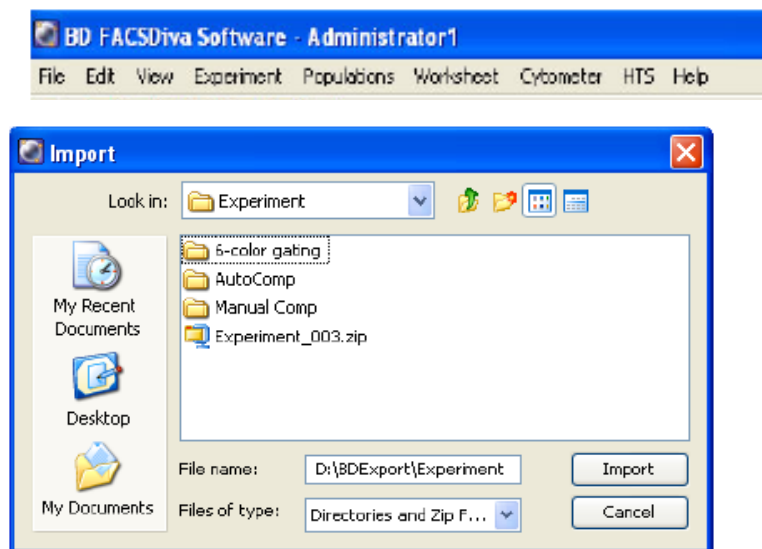 BD FACSDiva Software - Administrator1
File Edit View Experiment Populations Worksheet Cytometer HTS Help
Import
Look in: Experiment
6-color gating
AutoComp
Manual Comp
Experiment_003.zip
My Recent
Documents
Desktop
My Documents
File name: D:\BDExport\Experiment Import
Files of type: Directories and Zip F... Cancel